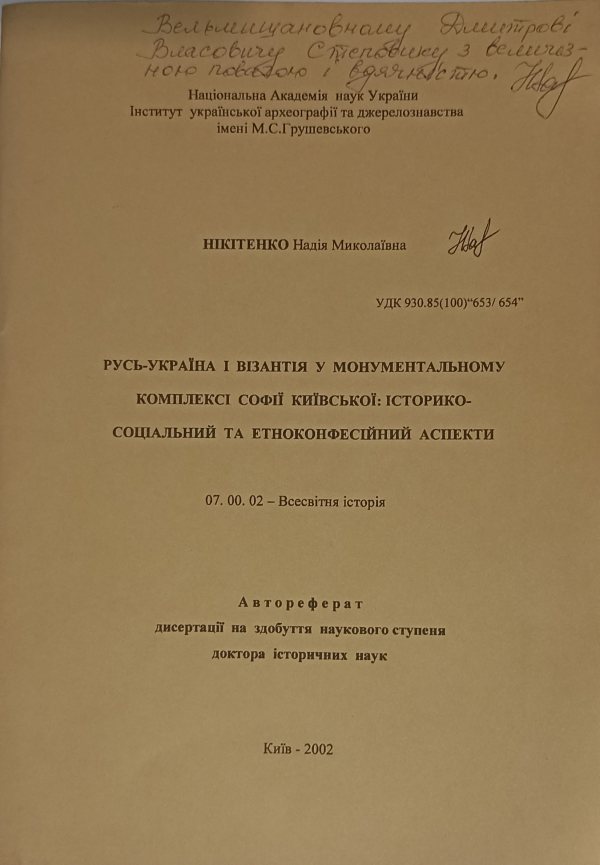 Вельмишановному Дмитрові
Власовичу Степовику з велич[ез-
ною повагою і вдячністю.
Національна Академія наук України
Інститут української археографії та джерелознавства
імені М.С.Грушевського
НІКІТЕНКО Надія Миколаївна
УДК 930.85(100)“653/ 654”
РУСЬ-УКРАЇНА І ВІЗАНТІЯ У МОНУМЕНТАЛЬНОМУ
КОМПЛЕКСІ СОФІЇ КИЇВСЬКОЇ: ІСТОРИКО-
СОЦІАЛЬНИЙ ТА ЕТНОКОНФЕСІЙНИЙ АСПЕКТИ
07. 00. 02 – Всесвітня історія
Автореферат
дисертації на здобуття наукового ступеня
доктора історичних наук
Київ - 2002